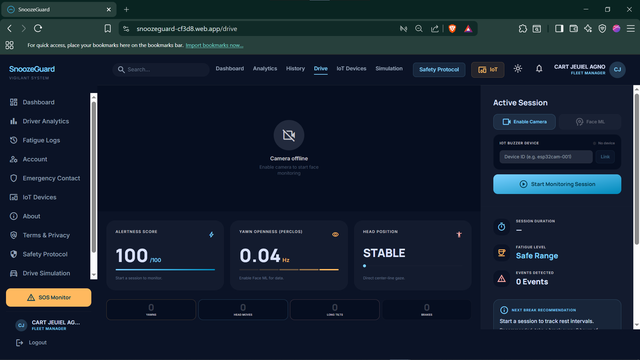 SnoozeGuard
snoozeguard-cf3d8.web.app/drive
For quick access, place your bookmarks here on the bookmarks bar. Import bookmarks now...
SnoozeGuard
VIGILANT SYSTEM
Search...
Dashboard
Analytics
History
Drive
IoT Devices
Simulation
Safety Protocol
IoT
CART JEUIEL AGNO
FLEET MANAGER
CJ
Dashboard
Driver Analytics
Fatigue Logs
Account
Emergency Contact
IoT Devices
About
Terms & Privacy
Safety Protocol
Drive Simulation
SOS Monitor
CJ
CART JEUIEL AG...
FLEET MANAGER
Logout
Camera offline
Enable camera to start face
monitoring
ALERTNESS SCORE
100 /100
Start a session to monitor.
YAWN OPENNESS (PERCLOS)
0.04 Hz
Enable Face ML for data.
HEAD POSITION
STABLE
Driver center-line gaze.
0
YAWNS
0
HEAD MOVES
0
0
Active Session
Enable Camera
Face ML
IOT BUZZER DEVICE
No device
Device ID (e.g. esp32cam-001)
Link
Start Monitoring Session
SESSION DURATION
—
FATIGUE LEVEL
Safe Range
EVENTS DETECTED
0 Events
NEXT BREAK RECOMMENDATION
Start a session to track rest intervals.